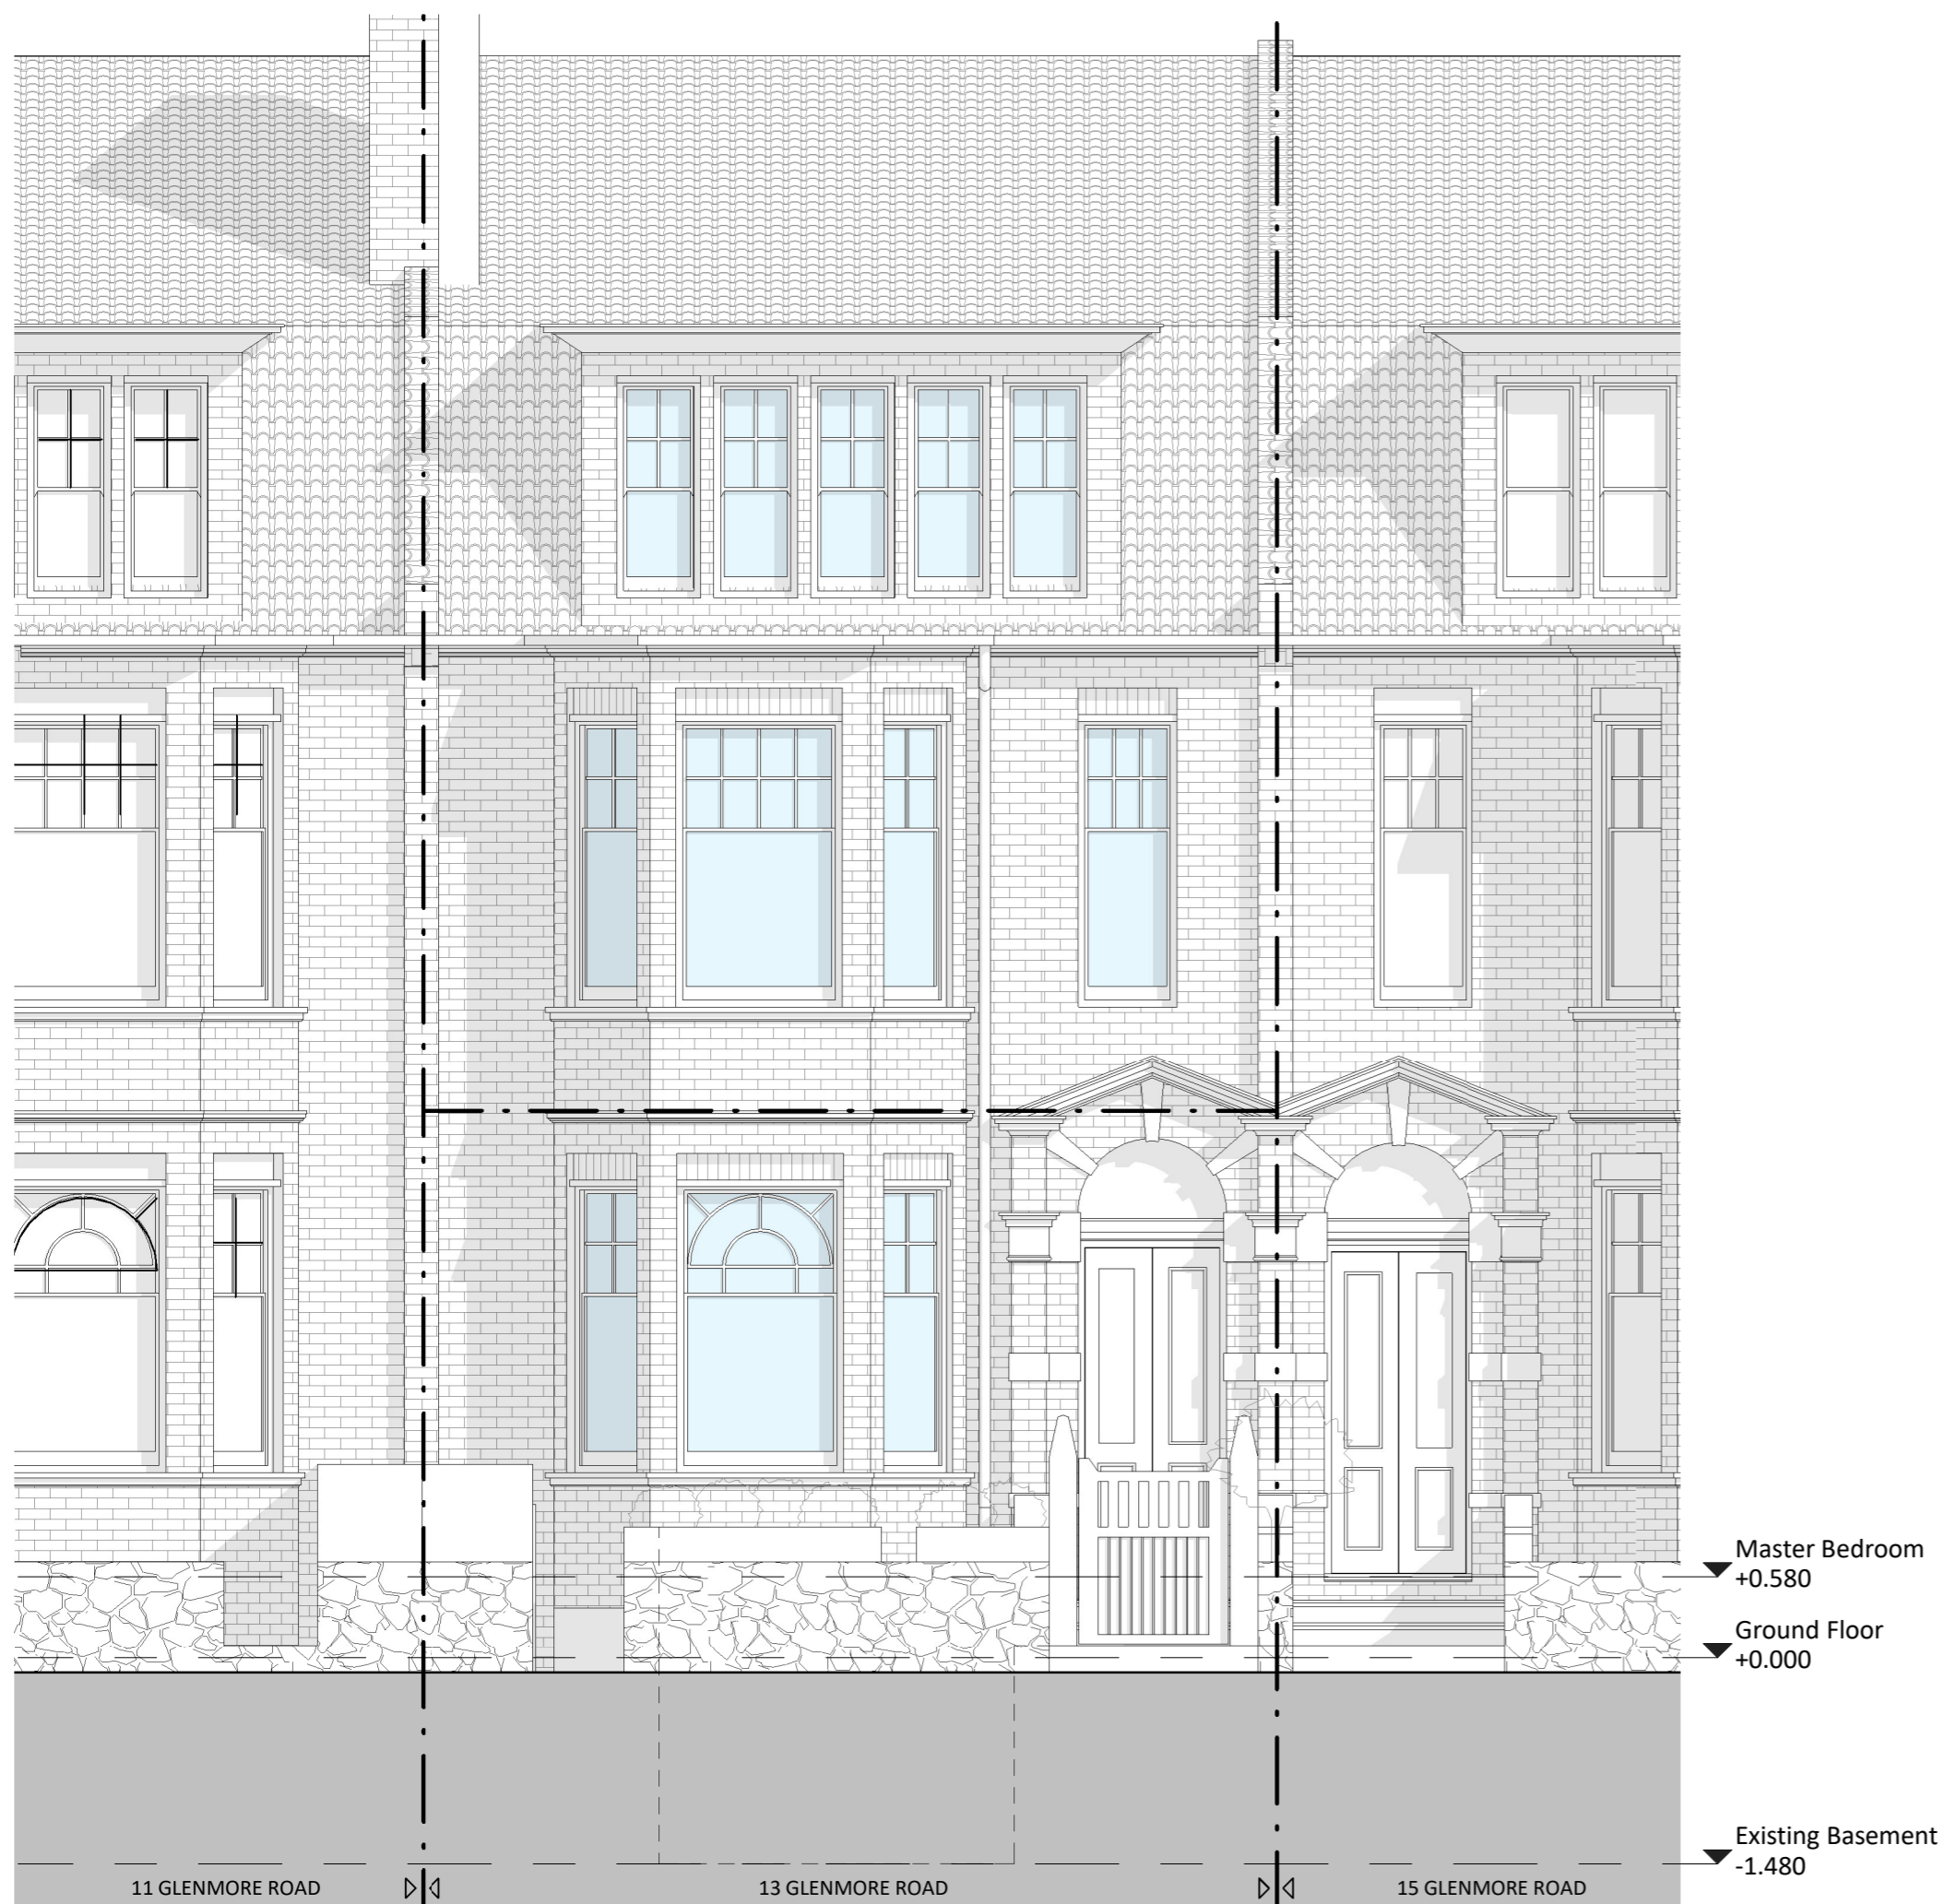 Master Bedroom
+0.580
Ground Floor
+0.000
Existing Basement
-1.480
11 GLENMORE ROAD
13 GLENMORE ROAD
15 GLENMORE ROAD